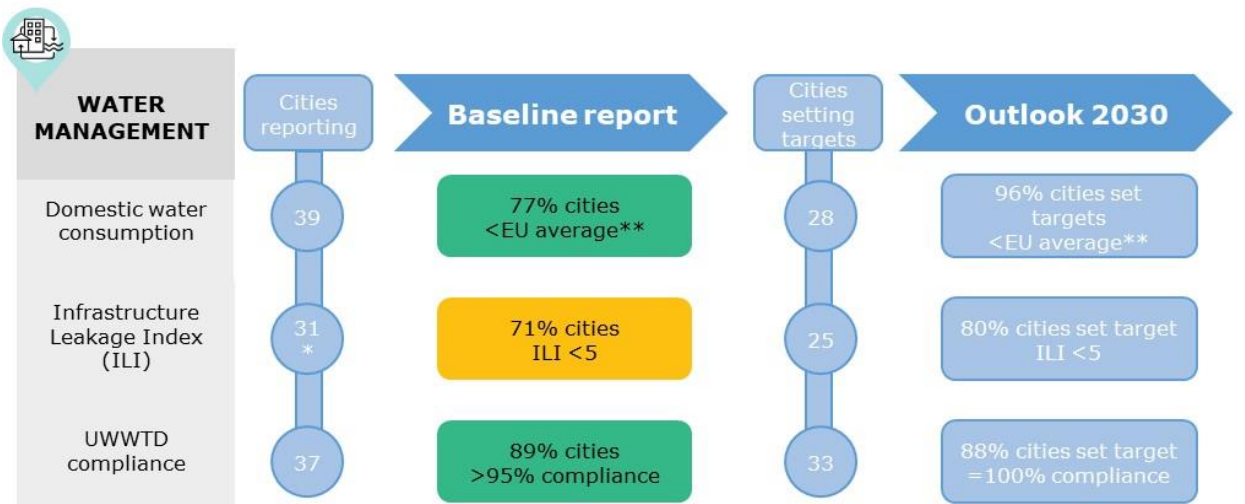 WATER
MANAGEMENT
Cities
reporting
Baseline report
Cities
setting
targets
Outlook 2030
Domestic water
consumption
39
77% cities
<EU average**
28
96% cities set
targets
<EU average**
Infrastructure
Leakage Index
(ILI)
31
*
71% cities
ILI <5
25
80% cities set target
ILI <5
UWWTD
compliance
37
89% cities
>95% compliance
33
88% cities set target
=100% compliance